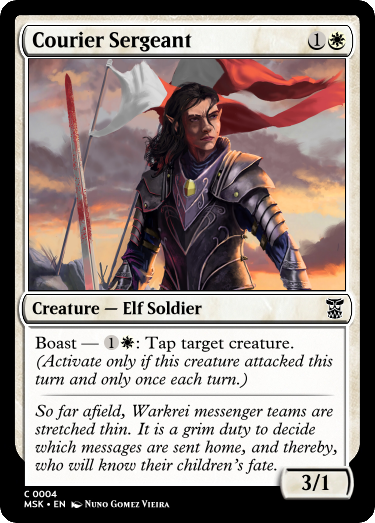 Courier Sergeant 1
Creature — Elf Soldier
Boast — 1: Tap target creature.
(Activate only if this creature attacked this
turn and only once each turn.)
So far afield, Warkrei messenger teams are
stretched thin. It is a grim duty to decide
which messages are sent home, and thereby,
who will know their children's fate.
3/1
C 0004
MSK • EN Nuno Gomez Vieira